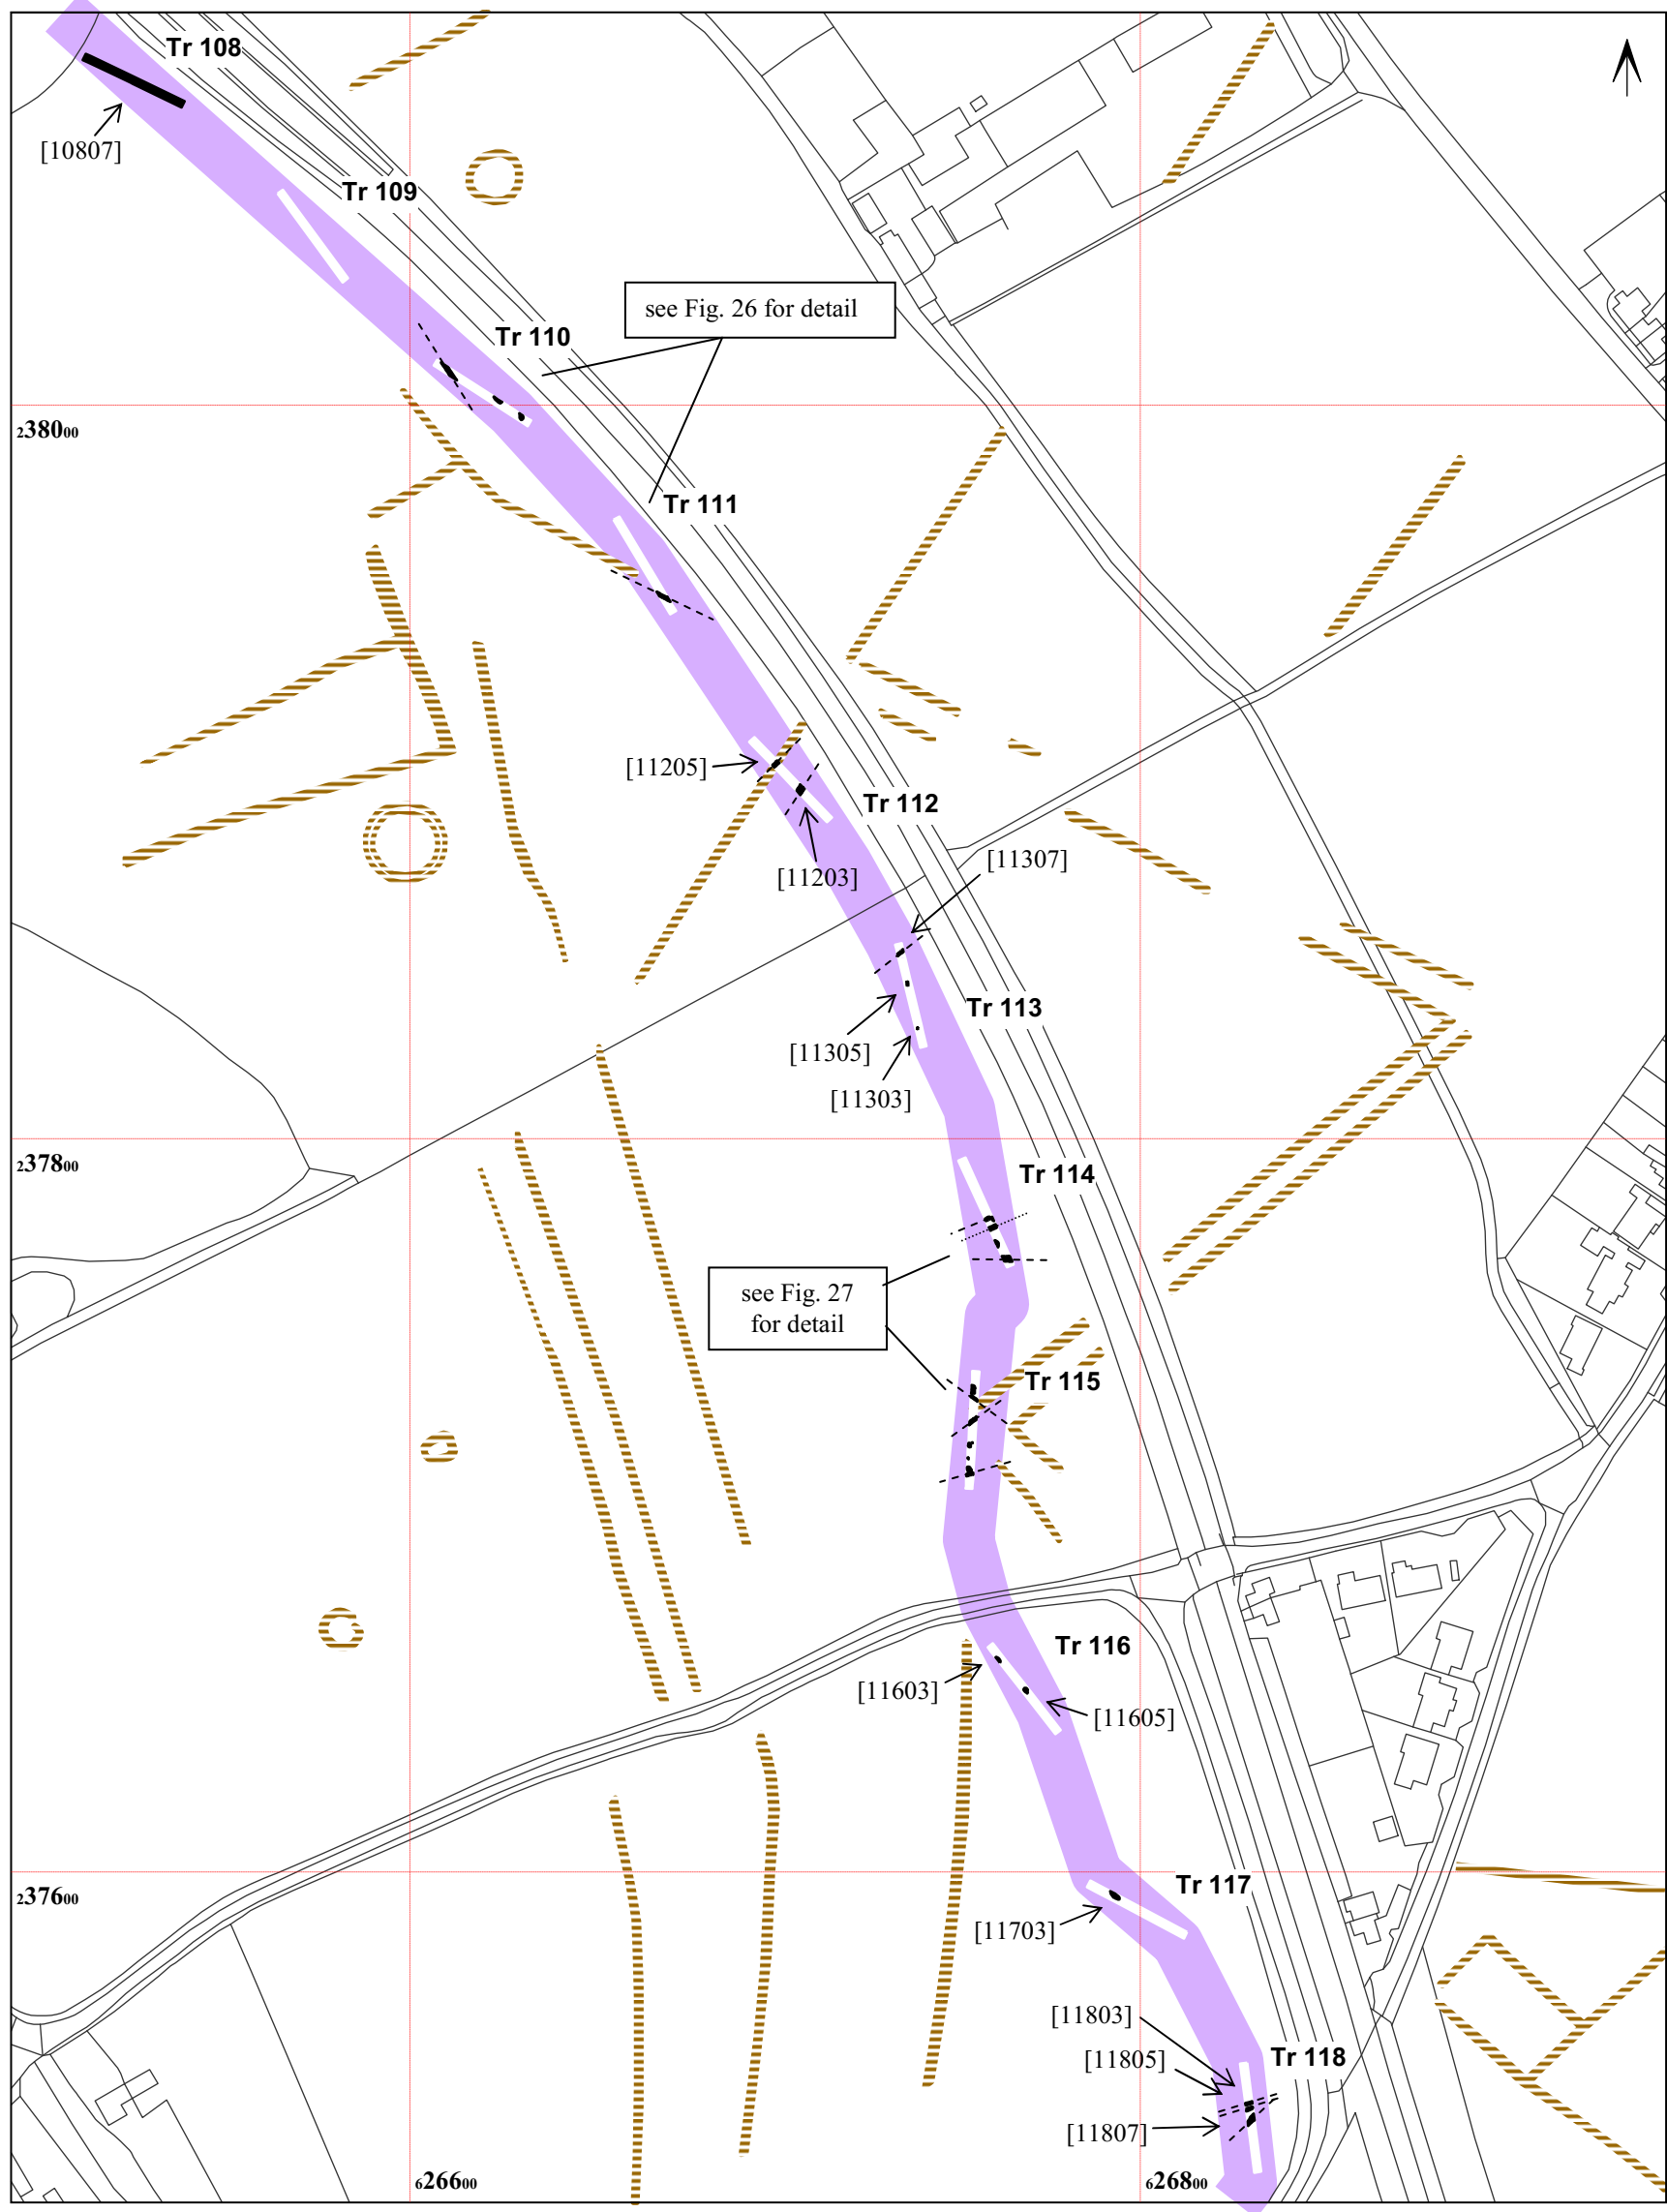 Tr 108
[10807]
Tr 109
see Fig. 26 for detail
Tr 110
238000
Tr 111
[11205]
Tr 112
[11307]
[11203]
Tr 113
[11305]
[11303]
237800
Tr 114
see Fig. 27
for detail
Tr 115
Tr 116
[11603]
[11605]
Tr 117
237600
[11703]
[11803]
Tr 118
[11805]
[11807]
626600
626800